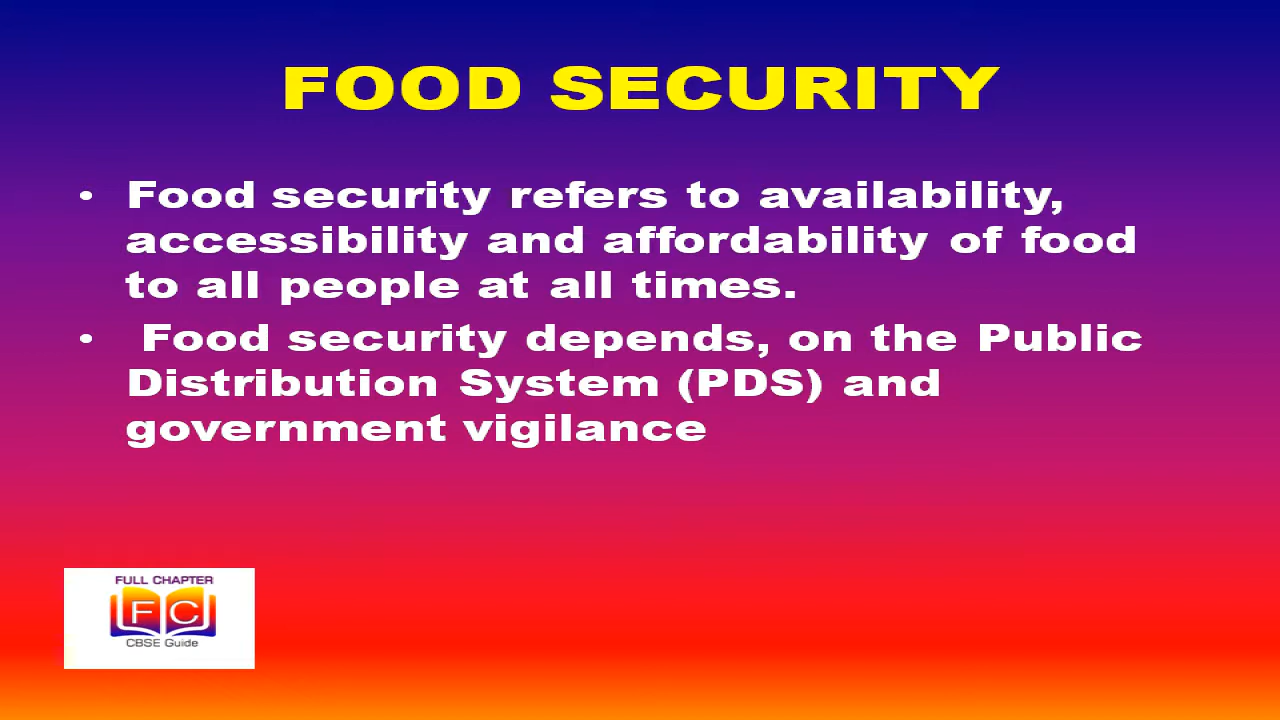 FOOD SECURITY
• Food security refers to availability,
accessibility and affordability of food
to all people at all times.
• Food security depends, on the Public
Distribution System (PDS) and
government vigilance
FULL CHAPTER
FC
CBSE Guide